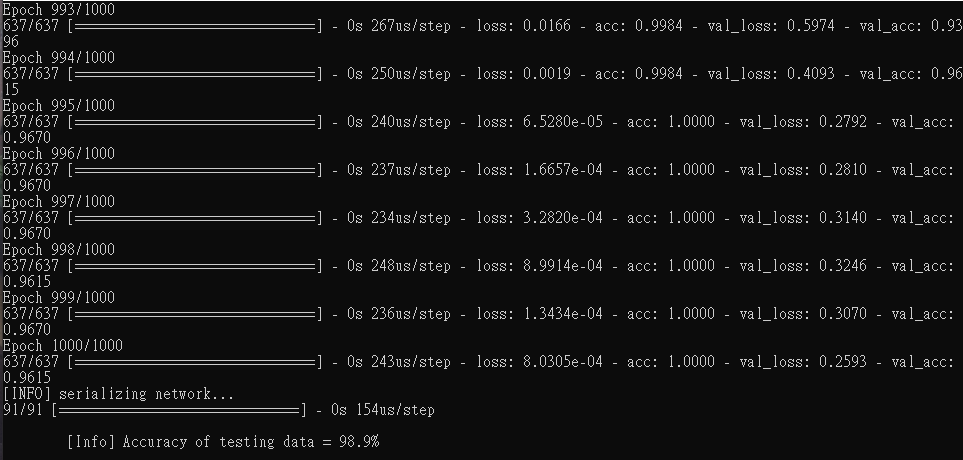 Epoch 993/1000
637/637 [==============================] - 0s 267us/step - loss: 0.0166 - acc: 0.9984 - val_loss: 0.5974 - val_acc: 0.93
96
Epoch 994/1000
637/637 [==============================] - 0s 250us/step - loss: 0.0019 - acc: 0.9984 - val_loss: 0.4093 - val_acc: 0.96
15
Epoch 995/1000
637/637 [==============================] - 0s 240us/step - loss: 6.5280e-05 - acc: 1.0000 - val_loss: 0.2792 - val_acc:
0.9670
Epoch 996/1000
637/637 [==============================] - 0s 237us/step - loss: 1.6657e-04 - acc: 1.0000 - val_loss: 0.2810 - val_acc:
0.9670
Epoch 997/1000
637/637 [==============================] - 0s 234us/step - loss: 3.2820e-04 - acc: 1.0000 - val_loss: 0.3140 - val_acc:
0.9670
Epoch 998/1000
637/637 [==============================] - 0s 248us/step - loss: 8.9914e-04 - acc: 1.0000 - val_loss: 0.3246 - val_acc:
0.9615
Epoch 999/1000
637/637 [==============================] - 0s 236us/step - loss: 1.3434e-04 - acc: 1.0000 - val_loss: 0.3070 - val_acc:
0.9670
Epoch 1000/1000
637/637 [==============================] - 0s 243us/step - loss: 8.0305e-04 - acc: 1.0000 - val_loss: 0.2593 - val_acc:
0.9615
[INFO] serializing network...
91/91 [==============================] - 0s 154us/step
[Info] Accuracy of testing data = 98.9%